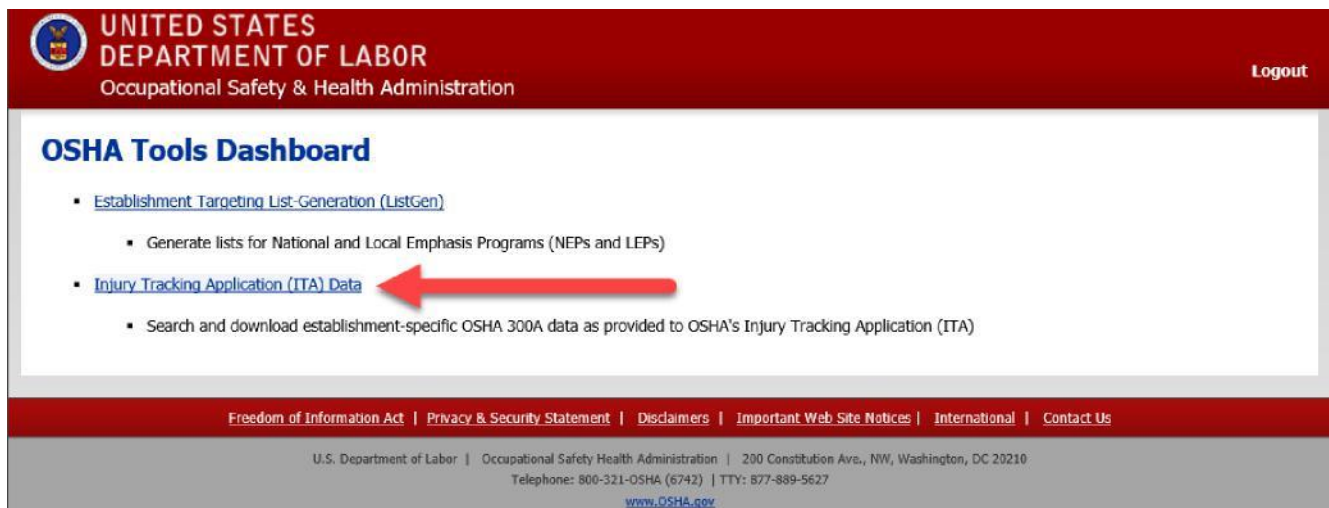 UNITED STATES
DEPARTMENT OF LABOR
Occupational Safety & Health Administration
Logout
OSHA Tools Dashboard
Establishment Targeting List-Generation (ListGen)
Generate lists for National and Local Emphasis Programs (NEPs and LEPs)
Injury Tracking Application (ITA) Data
Search and download establishment-specific OSHA 300A data as provided to OSHA's Injury Tracking Application (ITA)
Freedom of Information Act | Privacy & Security Statement | Disclaimers | Important Web Site Notices | International | Contact Us
U.S. Department of Labor | Occupational Safety Health Administration | 200 Constitution Ave., NW, Washington, DC 20210
Telephone: 800-321-OSHA (6742) | TTY: 877-889-5627
www.OSHA.gov